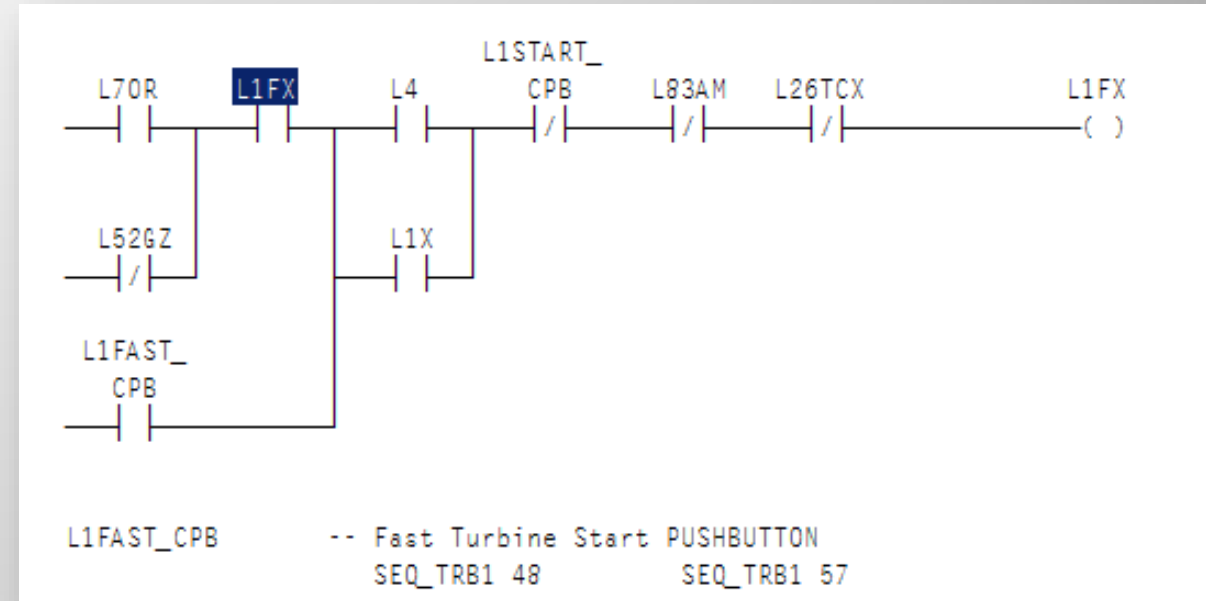 L1START_
L70R L1FX L4 CPB L83AM L26TCX L1FX
L52GZ L1X
L1FAST_
CPB
L1FAST_CPB -- Fast Turbine Start PUSHBUTTON
SEQ_TRB1 48 SEQ_TRB1 57